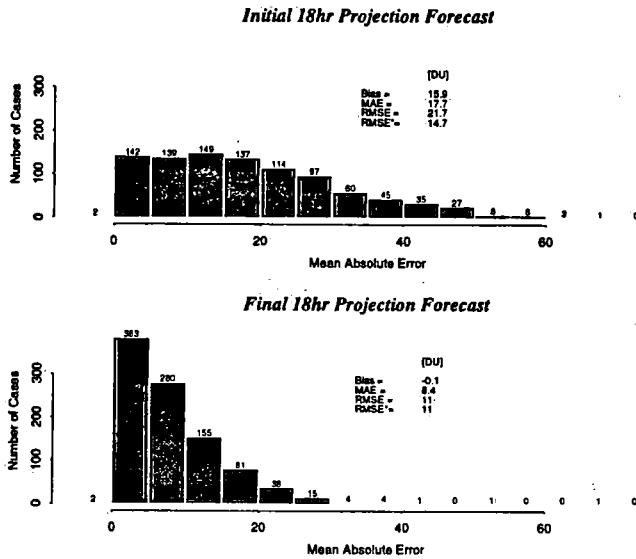 Initial 18hr Projection Forecast
[DU]
Bias = 15.9
MAE = 17.7
RMSE = 21.7
RMSE'= 14.7
Number of Cases
0 100 200 300
2 142 139 149 137 114 97 60 45 35 27 8 8 2 1 0
0 20 40 60
Mean Absolute Error
Final 18hr Projection Forecast
[DU]
Bias = -0.1
MAE = 8.4
RMSE = 11
RMSE'= 11
Number of Cases
0 100 200 300
2 383 280 155 81 38 15 4 4 1 0 1 0 0 1 0
0 20 40 60
Mean Absolute Error